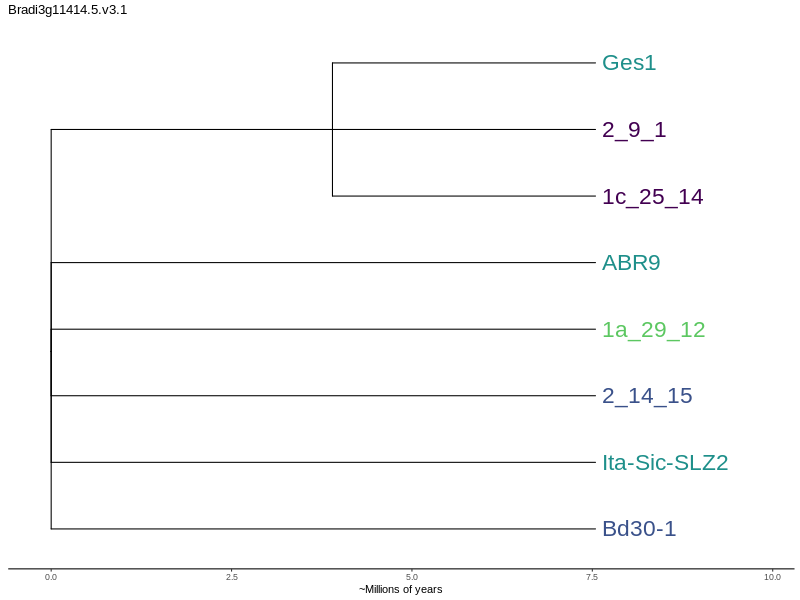 Bradi3g11414.5.v3.1
Ges1
2_9_1
1c_25_14
ABR9
1a_29_12
2_14_15
Ita-Sic-SLZ2
Bd30-1
0.0 2.5 5.0 7.5 10.0
~Millions of years